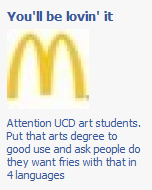 You'll be lovin' it
Attention UCD art students.
Put that arts degree to
good use and ask people do
they want fries with that in
4 languages